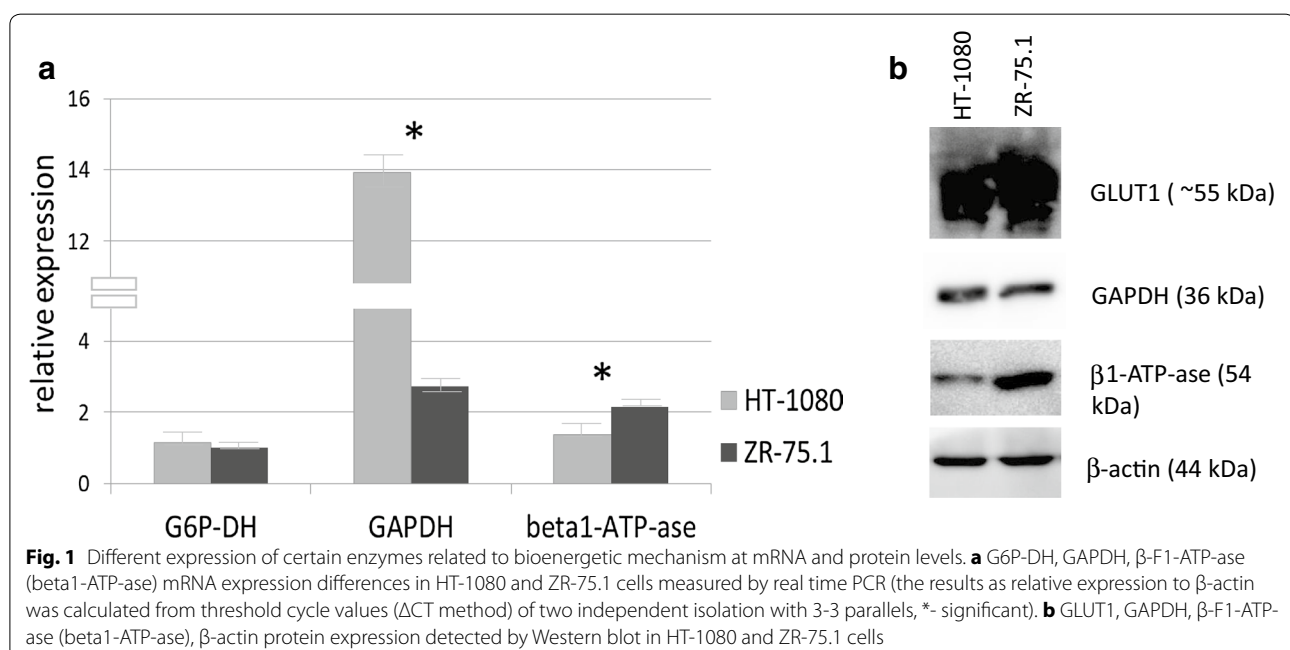 a
16
14
12
4
2
0
relative expression
*
*
HT-1080
ZR-75.1
G6P-DH GAPDH beta1-ATP-ase
b
HT-1080
ZR-75.1
GLUT1 ( ~55 kDa)
GAPDH (36 kDa)
β1-ATP-ase (54
kDa)
β-actin (44 kDa)
Fig. 1 Different expression of certain enzymes related to bioenergetic mechanism at mRNA and protein levels. a G6P-DH, GAPDH, β-F1-ATP-ase
(beta1-ATP-ase) mRNA expression differences in HT-1080 and ZR-75.1 cells measured by real time PCR (the results as relative expression to β-actin
was calculated from threshold cycle values (ΔCT method) of two independent isolation with 3-3 parallels, *- significant). b GLUT1, GAPDH, β-F1-ATP-
ase (beta1-ATP-ase), β-actin protein expression detected by Western blot in HT-1080 and ZR-75.1 cells